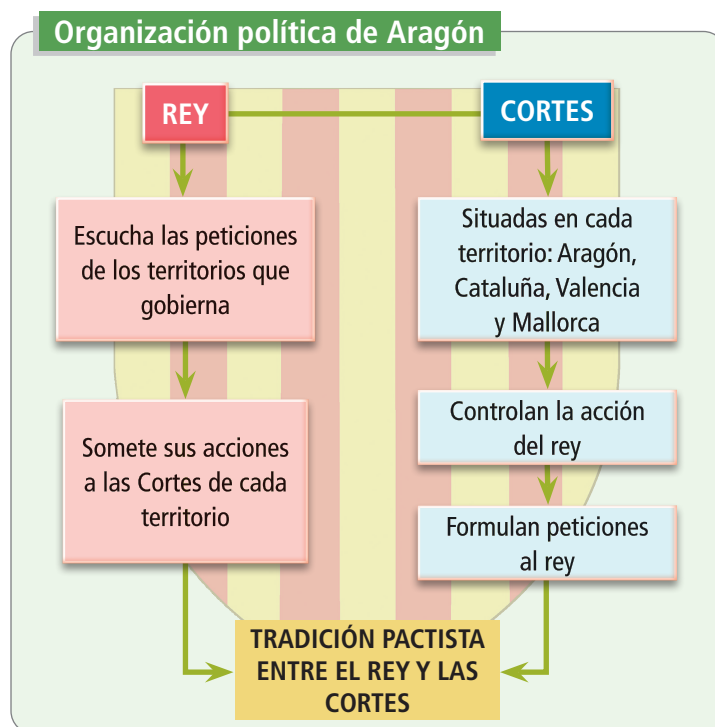 Organización política de Aragón
REY
CORTES
Escucha las peticiones
de los territorios que
gobierna
Somete sus acciones
a las Cortes de cada
territorio
Situadas en cada
territorio: Aragón,
Cataluña, Valencia
y Mallorca
Controlan la acción
del rey
Formulan peticiones
al rey
TRADICIÓN PACTISTA
ENTRE EL REY Y LAS
CORTES